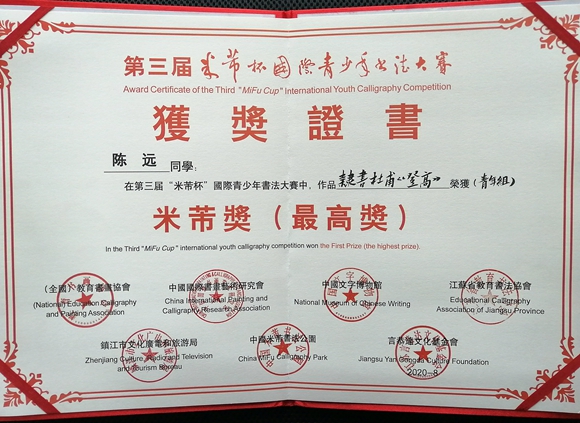 第三届米芾杯國際青少年书法大赛
Award Certificate of the Third "MiFu Cup" International Youth Calligraphy Competition
獲獎證書
陈 远 同學:
在第三届"米芾杯"國際青少年書法大賽中,作品隶書杜甫《登高》榮獲(青年組)
米芾獎(最高獎)
In the Third "MiFu Cup" international youth calligraphy competition won the First Prize (the highest prize).
(全國)教育書畫協會
(National) Education Calligraphy
and Painting Association
中國國際書畫藝術研究會
China International Painting and
Calligraphy Research Association
中國文字博物館
National Museum of Chinese Writing
江蘇省教育書法協會
Educational Calligraphy
Association of Jiangsu Province
鎮江市文化廣電和旅游局
Zhenjiang Culture, Radio and Television
and Tourism Bureau
中國米芾書法公園
China MiFu Calligraphy Park
言恭達文化基金會
Jiangsu Yan Gongda Culture Foundation
2020-8